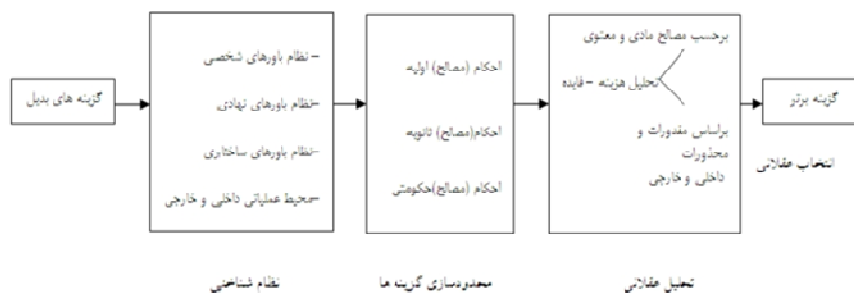 گزینه های بدیل
–نظام باورهای شخصی
–نظام باورهای نهادی
–نظام باورهای ساختاری
–محیط عملیاتی داخلی و خارجی
نظام شناختی
احکام (مصالح) اولیه
احکام(مصالح) ثانویه
احکام (مصالح)حکومتی
محدودسازی گزینه ها
برحسب مصالح مادی و معنوی
تحلیل هزینه –فایده
براساس مقدورات و
محذورات
داخلی و خارجی
تحلیل عقلانی
گزینه برتر
انتخاب عقلانی